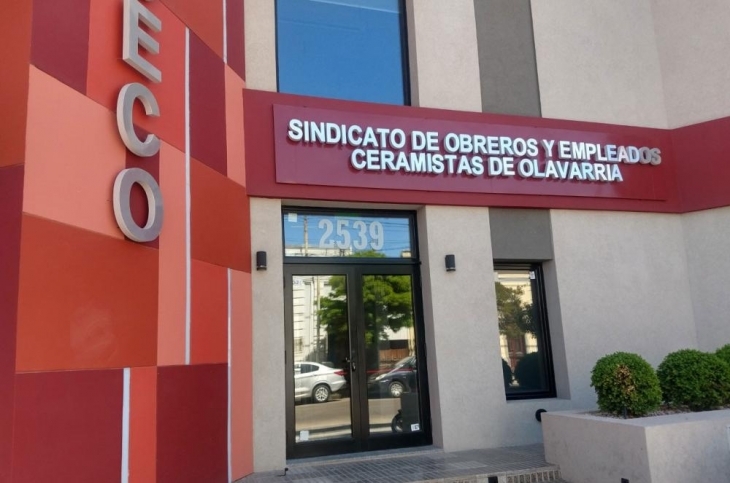 ECO
SINDICATO DE OBREROS Y EMPLEADOS
CERAMISTAS DE OLAVARRIA
2539